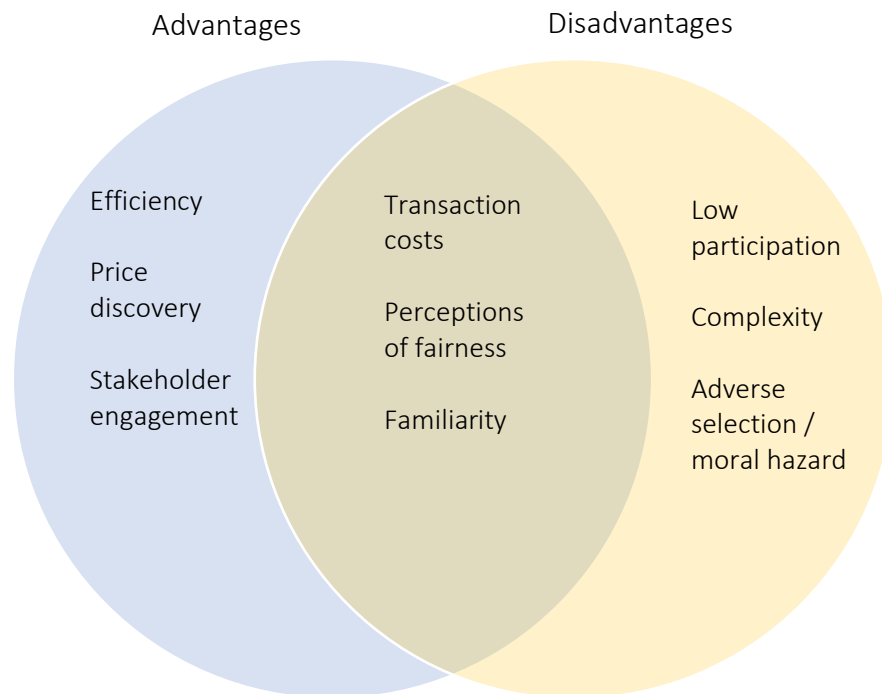 Advantages
Disadvantages
Efficiency
Price
discovery
Stakeholder
engagement
Transaction
costs
Perceptions
of fairness
Familiarity
Low
participation
Complexity
Adverse
selection /
moral hazard